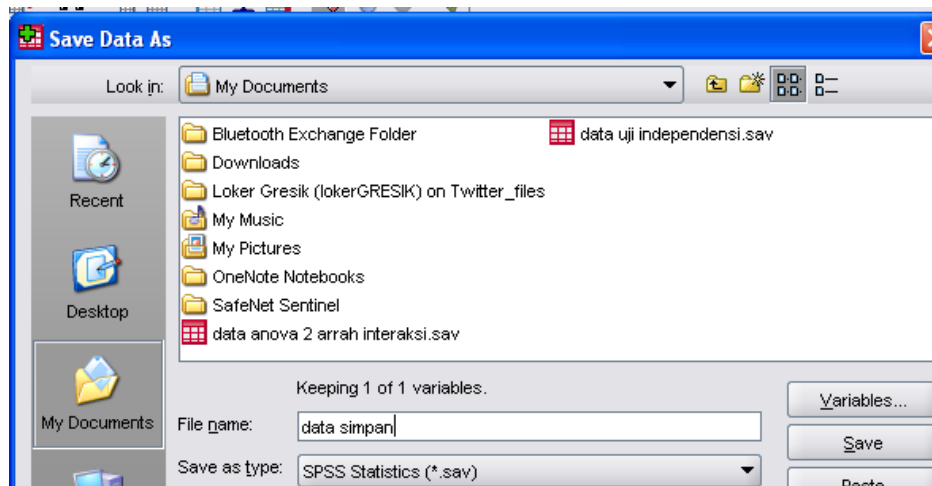 Save Data As
Look in: My Documents
Bluetooth Exchange Folder
Downloads
Loker Gresik (lokerGRESIK) on Twitter_files
My Music
My Pictures
OneNote Notebooks
SafeNet Sentinel
data anova 2 arrah interaksi.sav
data uji independensi.sav
Recent
Desktop
My Documents
Keeping 1 of 1 variables.
File name: data simpan
Save as type: SPSS Statistics (*.sav)
Variables...
Save
Paste